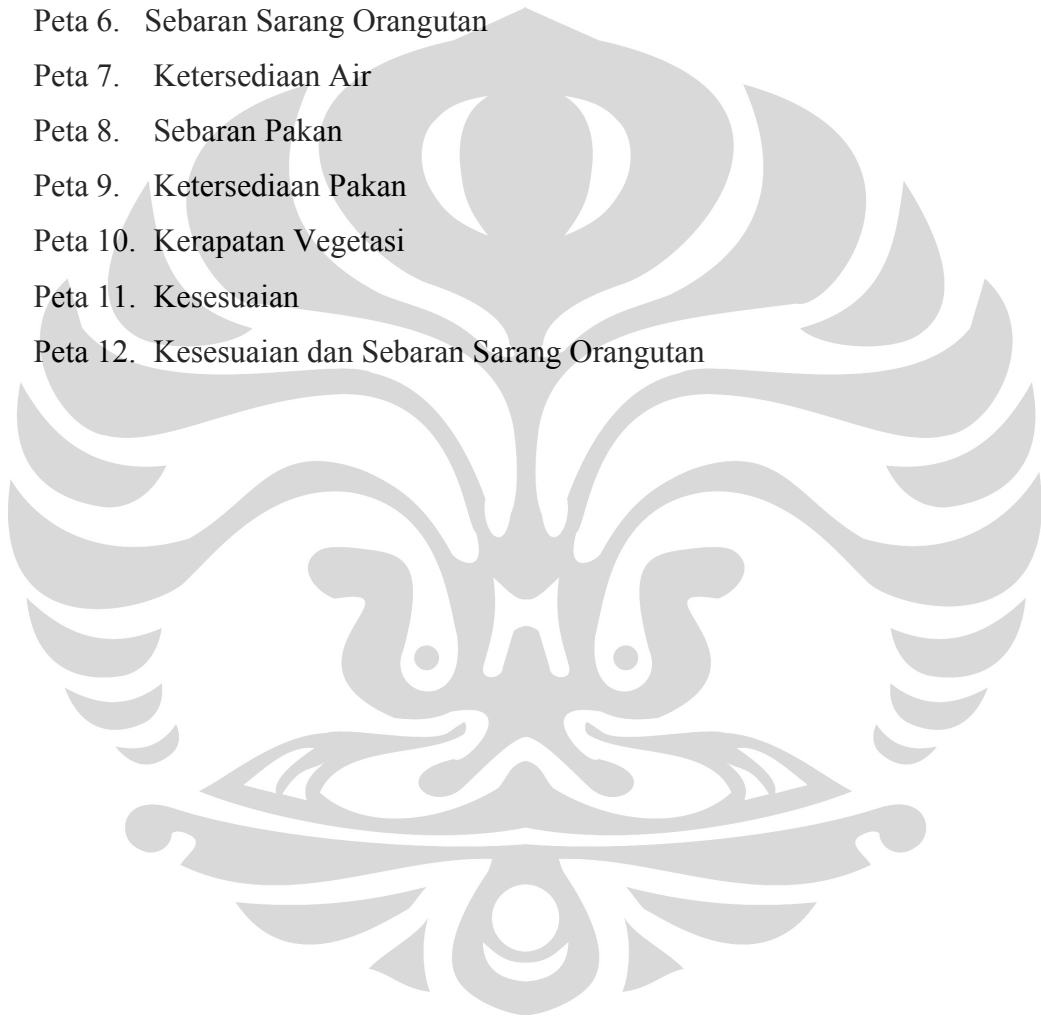 Peta 6. Sebaran Sarang Orangutan
Peta 7. Ketersediaan Air
Peta 8. Sebaran Pakan
Peta 9. Ketersediaan Pakan
Peta 10. Kerapatan Vegetasi
Peta 11. Kesesuaian
Peta 12. Kesesuaian dan Sebaran Sarang Orangutan